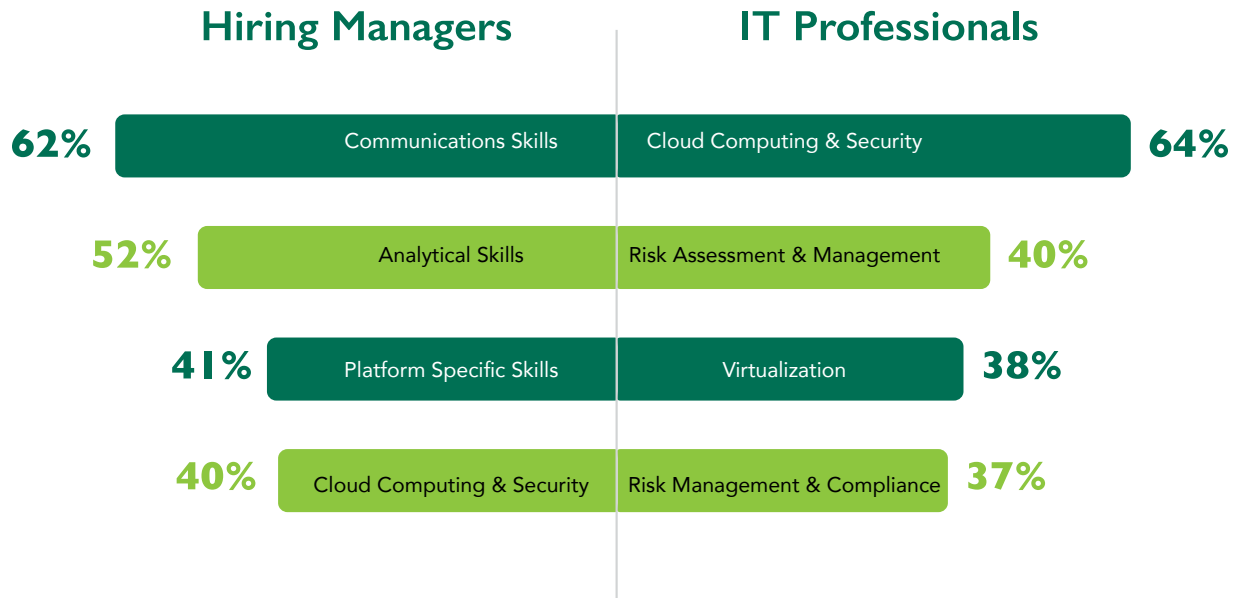 Hiring Managers
IT Professionals
62%
Communications Skills
Cloud Computing & Security
64%
52%
Analytical Skills
Risk Assessment & Management
40%
41%
Platform Specific Skills
Virtualization
38%
40%
Cloud Computing & Security
Risk Management & Compliance
37%